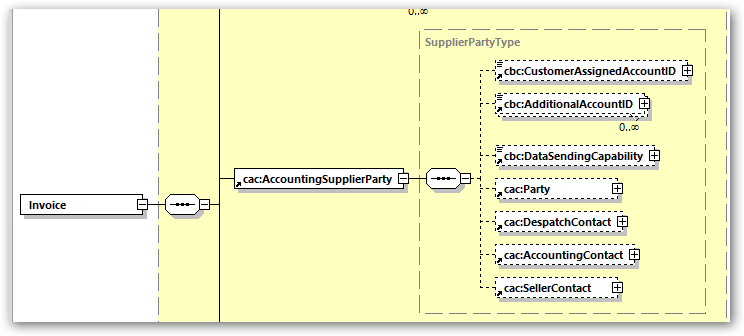 0..∞
SupplierPartyType
cbc:CustomerAssignedAccountID
cbc:AdditionalAccountID
0..∞
cbc:DataSendingCapability
cac:AccountingSupplierParty
cac:Party
Invoice
cac:DespatchContact
cac:AccountingContact
cac:SellerContact